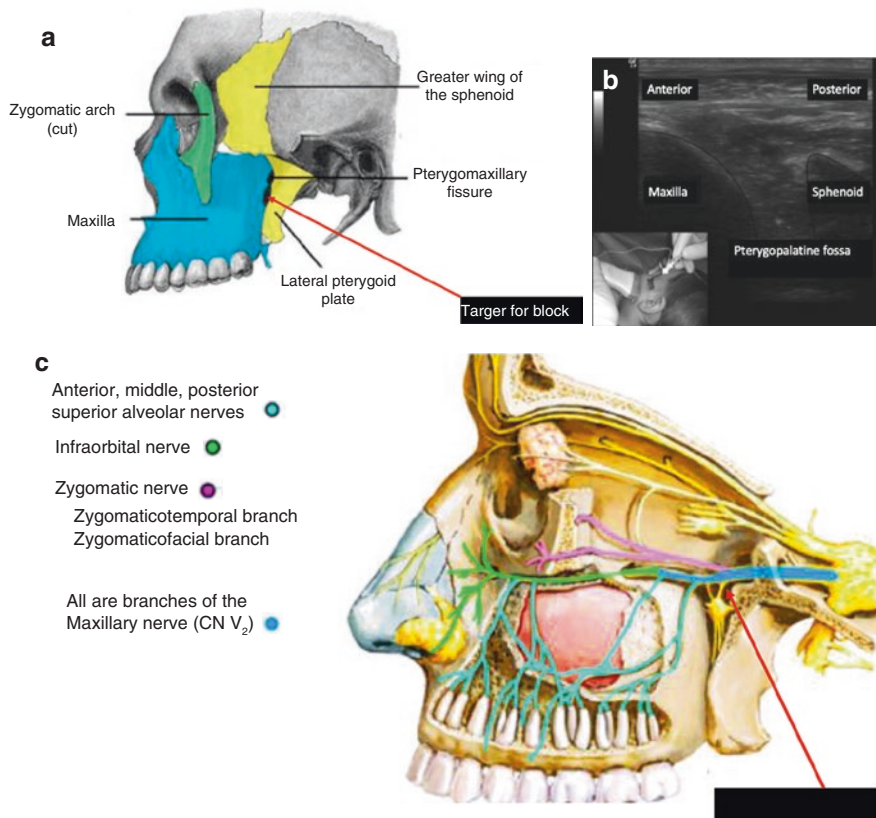 a
Zygomatic arch
(cut)
Maxilla
Greater wing of
the sphenoid
Pterygomaxillary
fissure
Lateral pterygoid
plate
Targer for block
b
Anterior
Posterior
Maxilla
Sphenoid
Pterygopalatine fossa
c
Anterior, middle, posterior
superior alveolar nerves
Infraorbital nerve
Zygomatic nerve
Zygomaticotemporal branch
Zygomaticofacial branch
All are branches of the
Maxillary nerve (CN V₂)